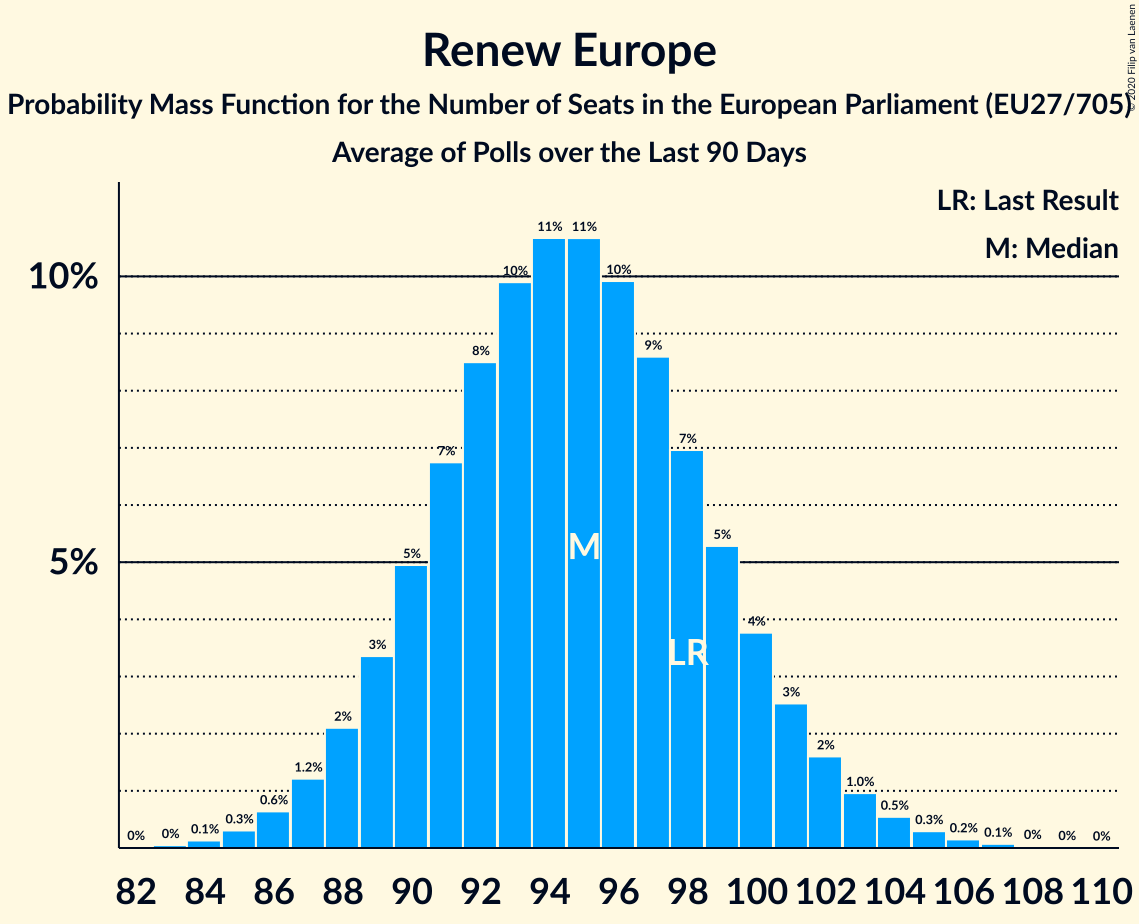 Renew Europe
Probability Mass Function for the Number of Seats in the European Parliament (EU27/705)
Average of Polls over the Last 90 Days
© 2020 Filip van Laenen
LR: Last Result
M: Median
10%
5%
0% 0% 0.1% 0.3% 0.6% 1.2% 2% 3% 5% 7% 8% 10% 11% 11% 10% 9% 7% 5% 4% 3% 2% 1.0% 0.5% 0.3% 0.2% 0.1% 0% 0% 0%
M
LR
82 84 86 88 90 92 94 96 98 100 102 104 106 108 110